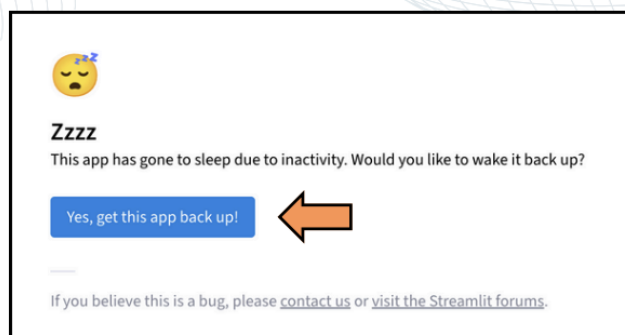 Zzzz
This app has gone to sleep due to inactivity. Would you like to wake it back up?
Yes, get this app back up!
If you believe this is a bug, please contact us or visit the Streamlit forums.